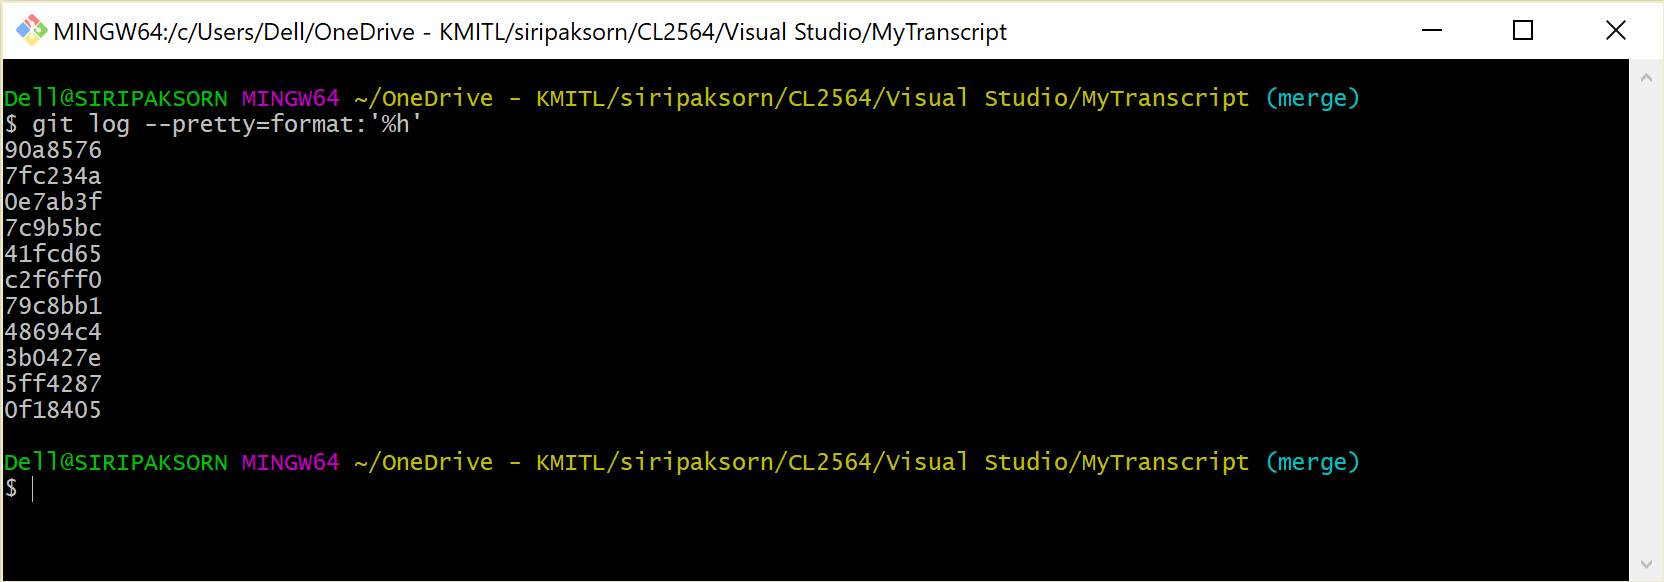 MINGW64:/c/Users/Dell/OneDrive - KMITL/siripaksorn/CL2564/Visual Studio/MyTranscript
Dell@SIRIPAKSORN MINGW64 ~/OneDrive - KMITL/siripaksorn/CL2564/Visual Studio/MyTranscript (merge)
$ git log --pretty=format:'%h'
90a8576
7fc234a
0e7ab3f
7c9b5bc
41fcd65
c2f6ff0
79c8bb1
48694c4
3b0427e
5ff4287
0f18405
Dell@SIRIPAKSORN MINGW64 ~/OneDrive - KMITL/siripaksorn/CL2564/Visual Studio/MyTranscript (merge)
$